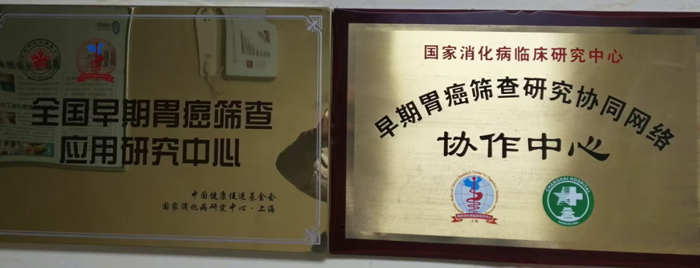 全国早期胃癌筛查
应用研究中心
中国健康促进基金会
国家消化病研究中心·上海
国家消化病临床研究中心
早期胃癌筛查研究协同网络
协作中心
CHANGHAI HOSPITAL